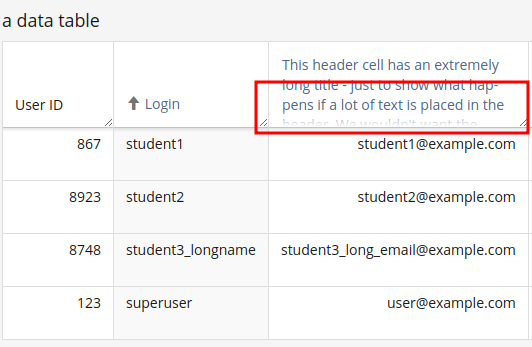 a data table
This header cell has an extremely
long title - just to show what hap-
pens if a lot of text is placed in the
header. We wouldn't want the
User ID
Login
867 student1 student1@example.com
8923 student2 student2@example.com
8748 student3_longname student3_long_email@example.com
123 superuser user@example.com